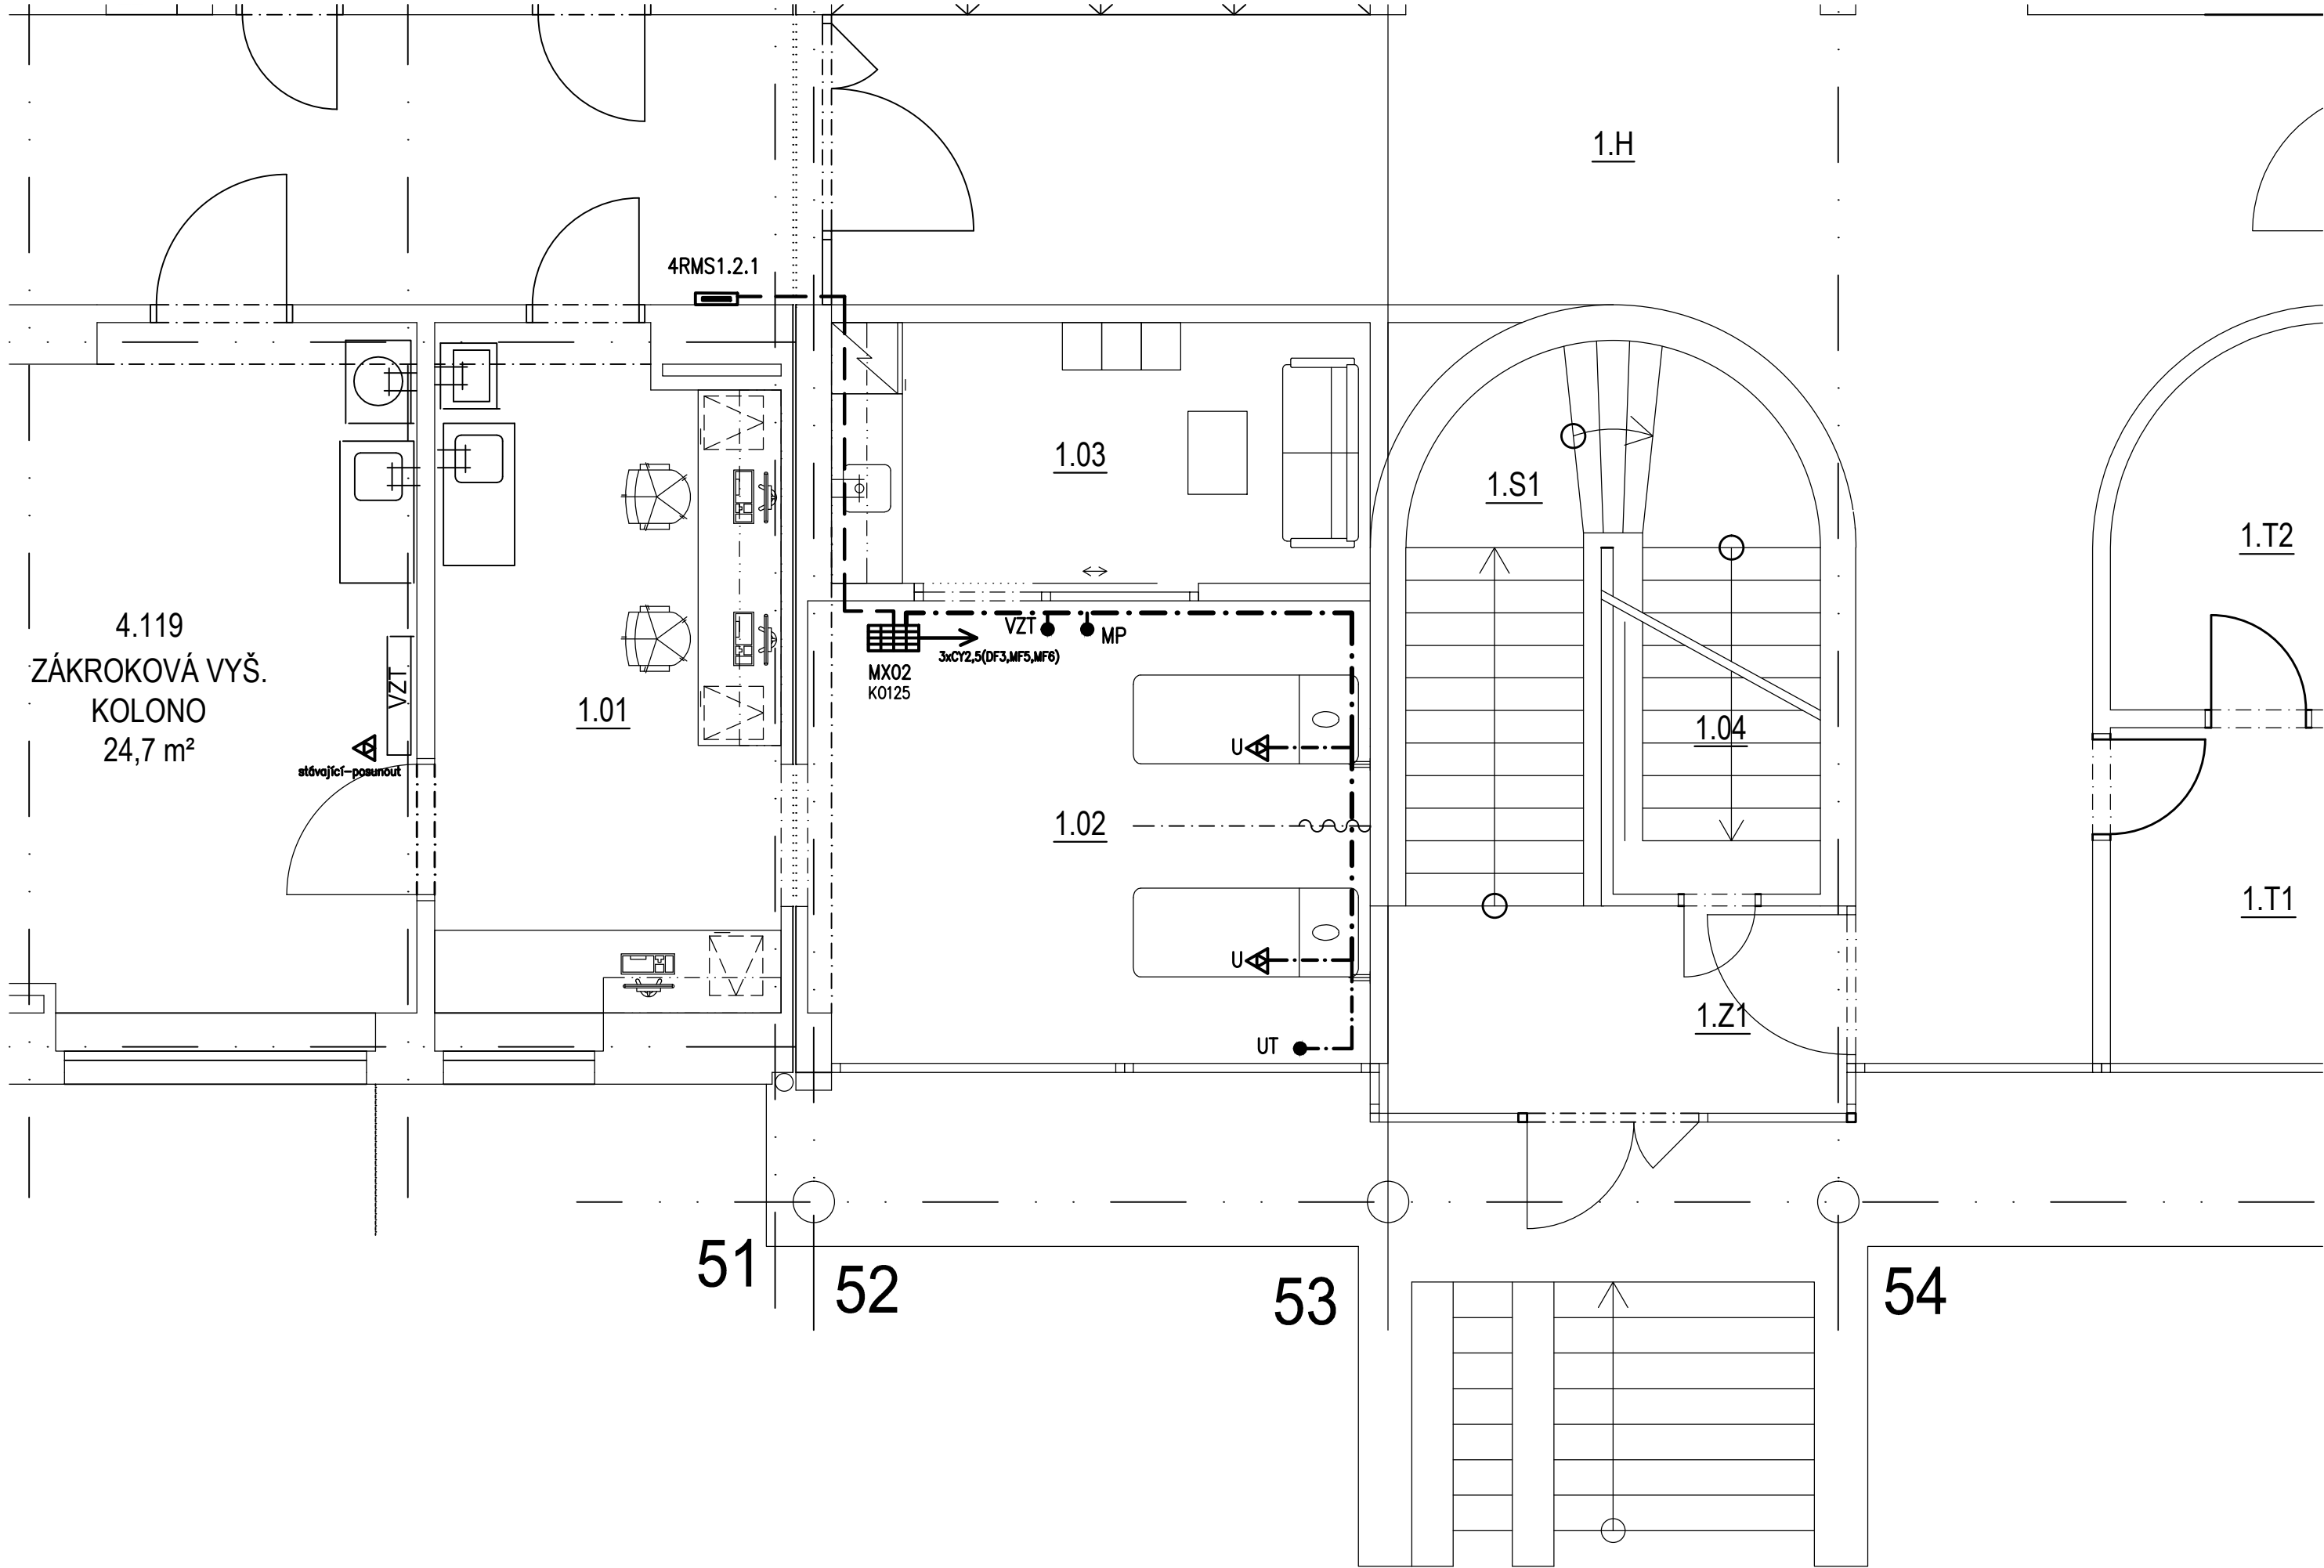 1.H
4RMS1.2.1
1.03
1.S1
1.T2
4.119
ZÁKROKOVÁ VYŠ.
KOLONO
24,7 m²
VZT
stávající-posunout
1.01
VZT
MP
3xCY2,5(DF3,MF5,MF6)
MX02
KO125
U
1.04
1.02
1.T1
U
1.Z1
UT
51
52
53
54